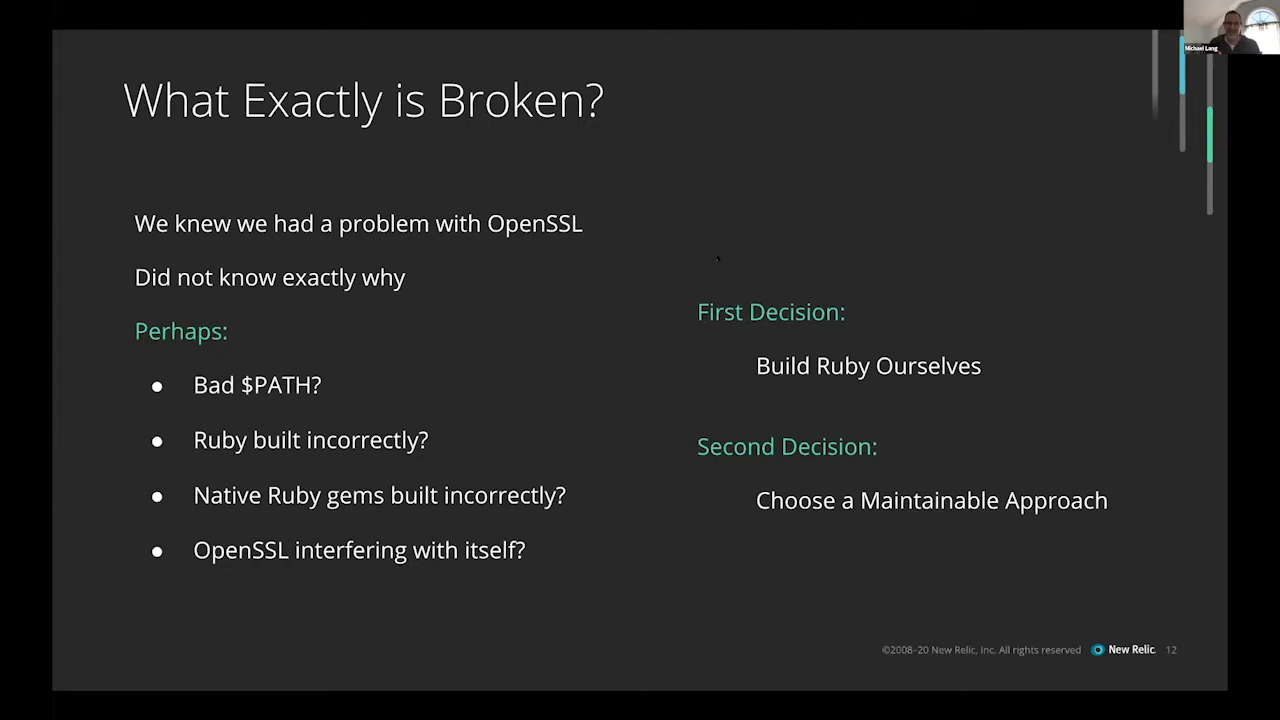 Michael Lang
What Exactly is Broken?
We knew we had a problem with OpenSSL
Did not know exactly why
Perhaps:
● Bad $PATH?
● Ruby built incorrectly?
● Native Ruby gems built incorrectly?
● OpenSSL interfering with itself?
First Decision:
Build Ruby Ourselves
Second Decision:
Choose a Maintainable Approach
©2008–20 New Relic, Inc. All rights reserved New Relic. 12